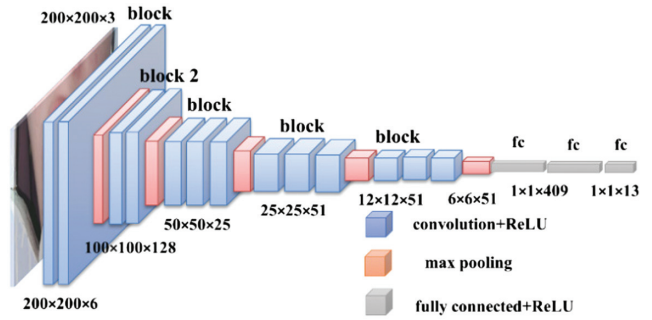 200×200×3
block
block 2
block
block
block
fc
fc
fc
200×200×6
100×100×128
50×50×25
25×25×51
12×12×51
6×6×51
1×1×409
1×1×13
convolution+ReLU
max pooling
fully connected+ReLU